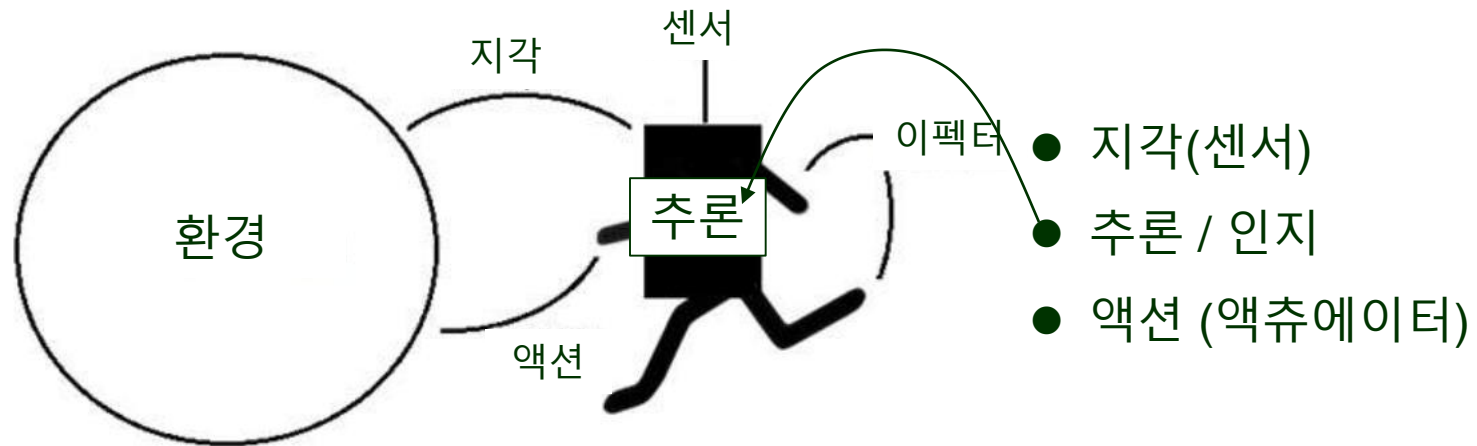 센서
지각
이펙터
환경
추론
액션
● 지각(센서)
● 추론 / 인지
● 액션 (액츄에이터)